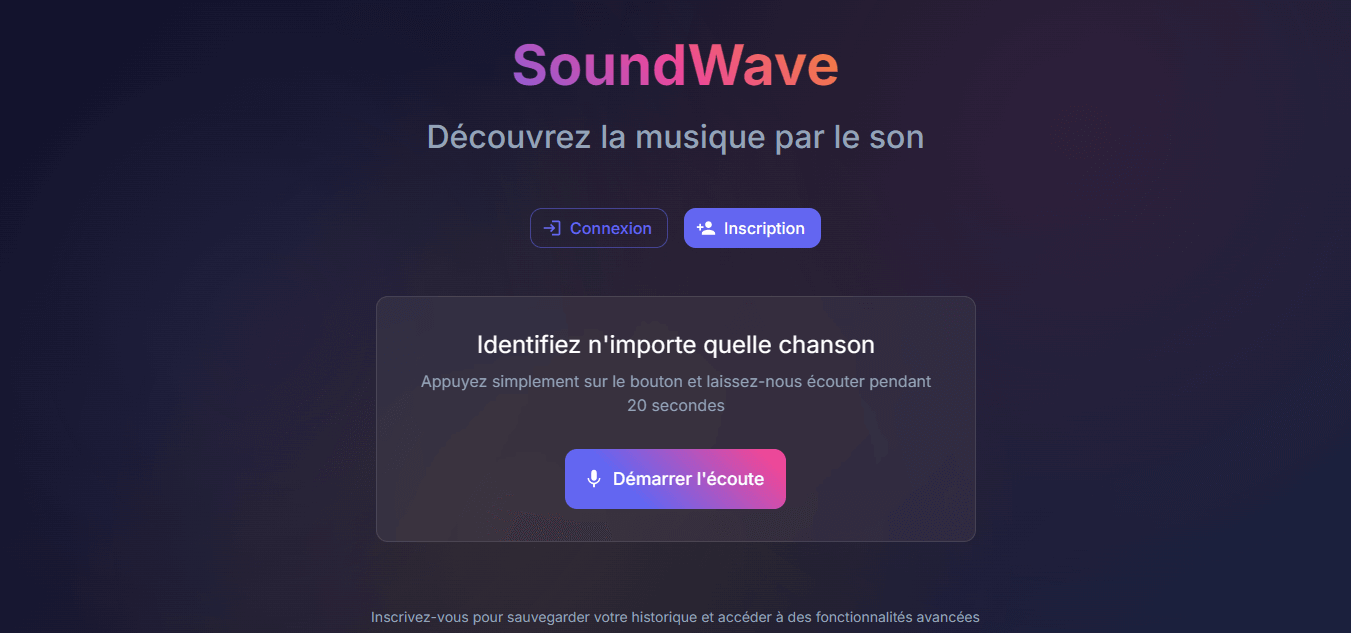 SoundWave
Découvrez la musique par le son
Connexion
Inscription
Identifiez n'importe quelle chanson
Appuyez simplement sur le bouton et laissez-nous écouter pendant
20 secondes
Démarrer l'écoute
Inscrivez-vous pour sauvegarder votre historique et accéder à des fonctionnalités avancées